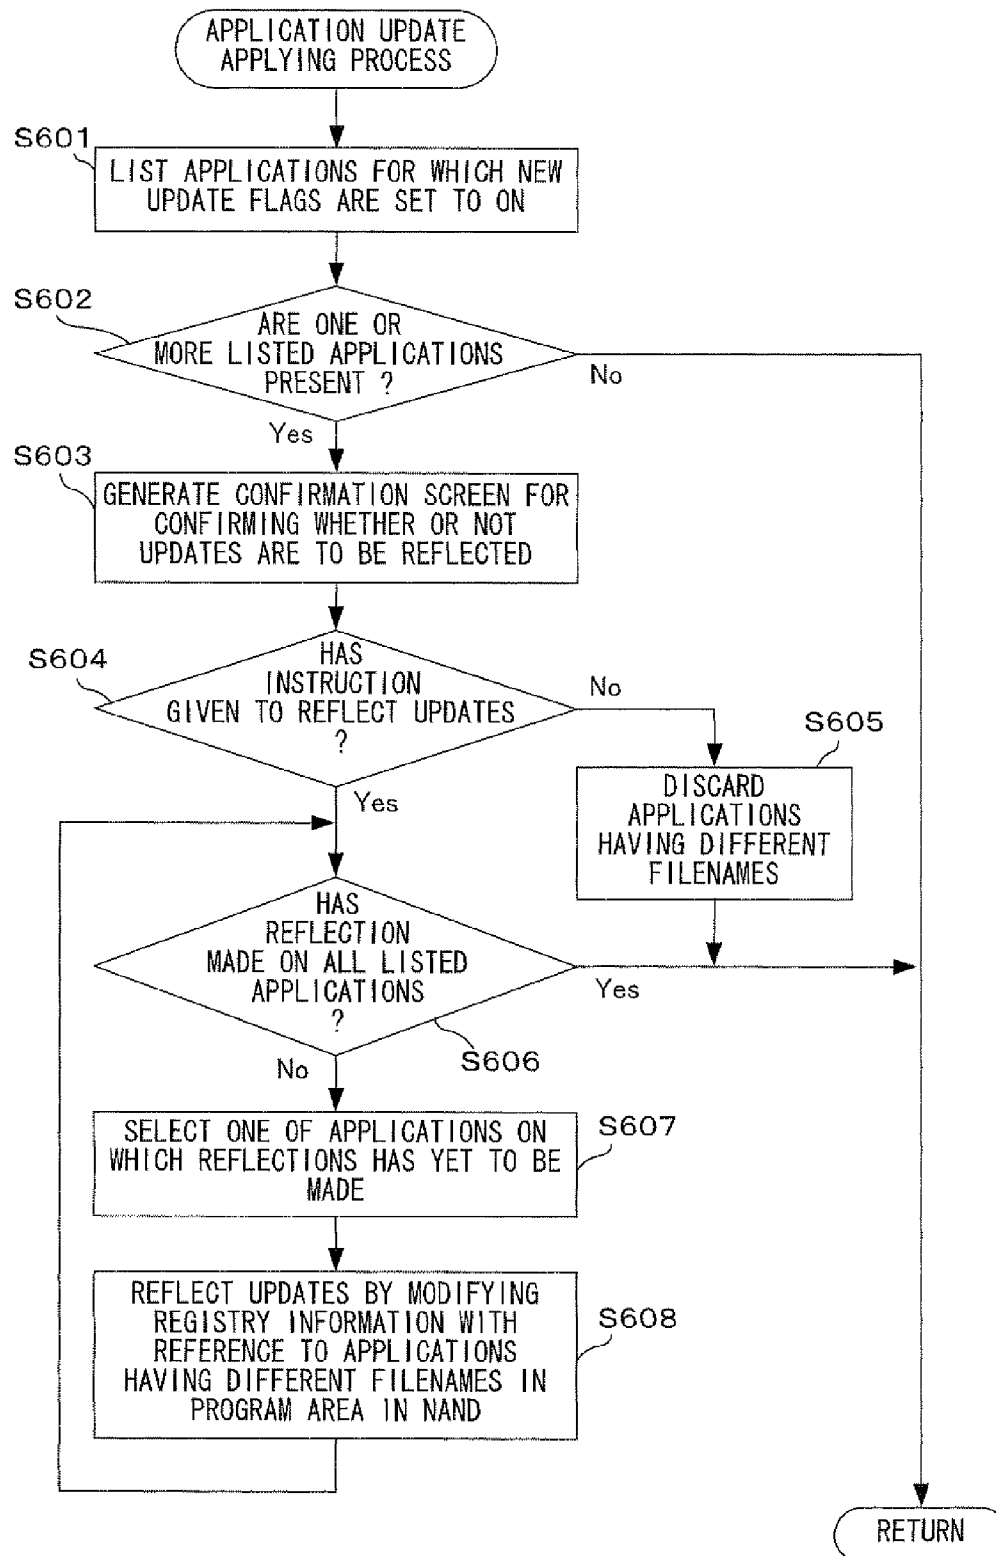 APPLICATION UPDATE
APPLYING PROCESS
S601
LIST APPLICATIONS FOR WHICH NEW
UPDATE FLAGS ARE SET TO ON
S602
ARE ONE OR
MORE LISTED APPLICATIONS
PRESENT ?
No
Yes
S603
GENERATE CONFIRMATION SCREEN FOR
CONFIRMING WHETHER OR NOT
UPDATES ARE TO BE REFLECTED
S604
HAS
INSTRUCTION
GIVEN TO REFLECT UPDATES
?
No
Yes
S605
DISCARD
APPLICATIONS
HAVING DIFFERENT
FILENAMES
HAS
REFLECTION
MADE ON ALL LISTED
APPLICATIONS
?
Yes
S606
No
S607
SELECT ONE OF APPLICATIONS ON
WHICH REFLECTIONS HAS YET TO BE
MADE
S608
REFLECT UPDATES BY MODIFYING
REGISTRY INFORMATION WITH
REFERENCE TO APPLICATIONS
HAVING DIFFERENT FILENAMES IN
PROGRAM AREA IN NAND
RETURN